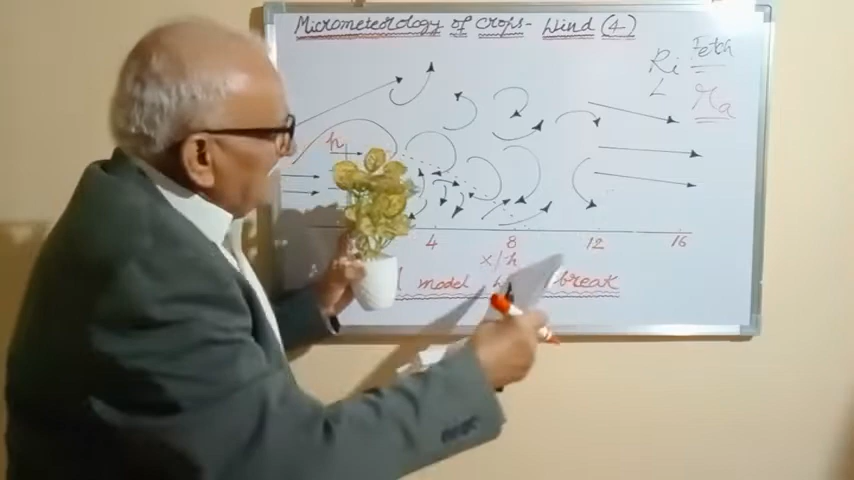 Micrometeorology of crops- Wind (4)
Ri Fetch
L ra
h
4 8 12 16
x/h
model break